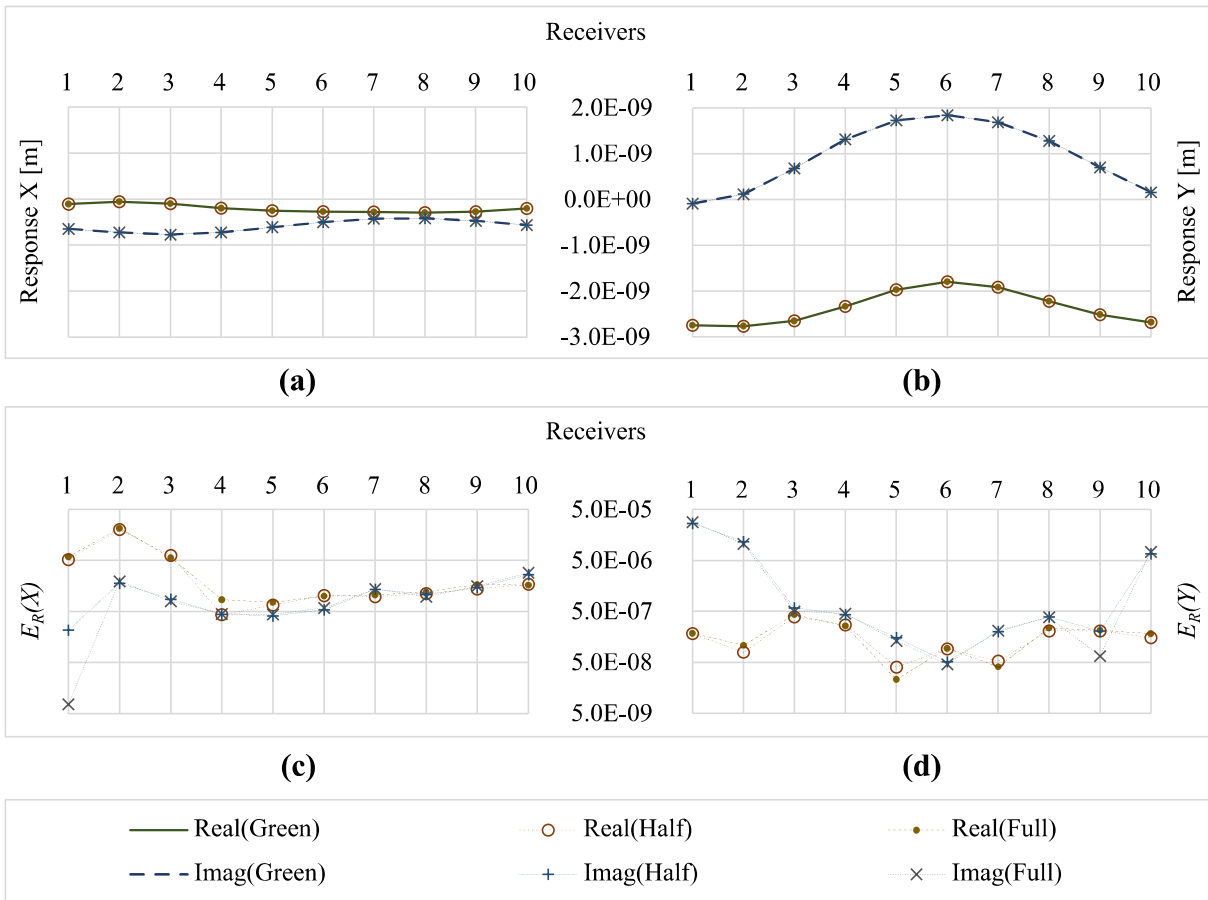 Receivers
1 2 3 4 5 6 7 8 9 10
1 2 3 4 5 6 7 8 9 10
Response X [m]
2.0E-09
1.0E-09
0.0E+00
-1.0E-09
-2.0E-09
-3.0E-09
Response Y [m]
(a)
(b)
Receivers
1 2 3 4 5 6 7 8 9 10
1 2 3 4 5 6 7 8 9 10
E_R(X)
5.0E-05
5.0E-06
5.0E-07
5.0E-08
5.0E-09
E_R(Y)
(c)
(d)
Real(Green)
Real(Half)
Real(Full)
Imag(Green)
Imag(Half)
Imag(Full)